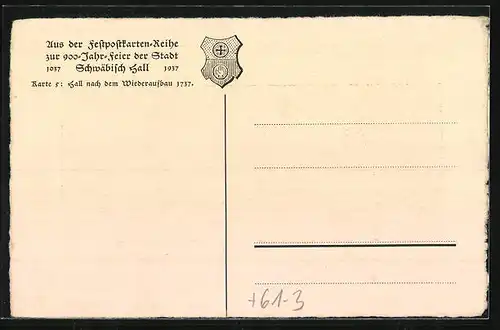 Aus der Festpostkarten-Reihe
zur 900-Jahr-Feier der Stadt
1037 Schwäbisch Hall 1937
Karte 5: Hall nach dem Wiederaufbau 1737.
+61-3